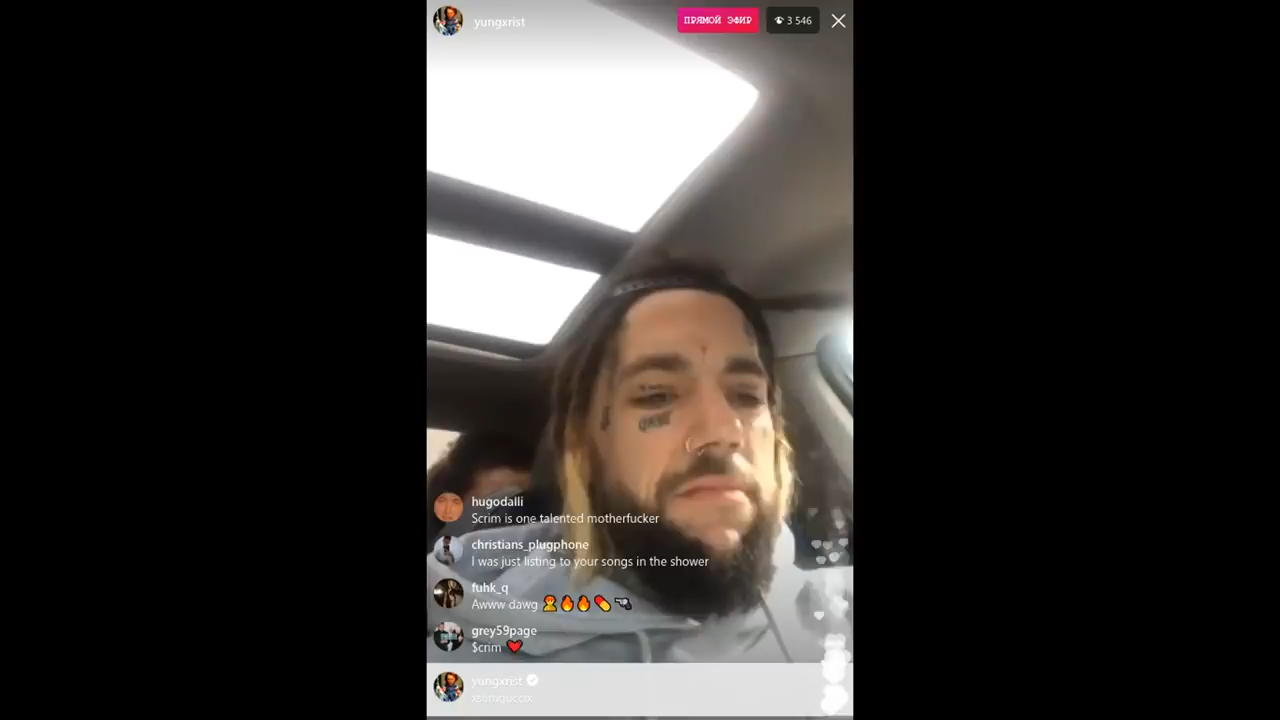 yungxrist
ПРЯМОЙ ЭФИР
3 546
hugodalli
Scrim is one talented motherfucker
christians_plugphone
I was just listing to your songs in the shower
fuhk_q
Awww dawg 🔥🔥💊🔫
grey59page
$crim ❤️
yungxrist